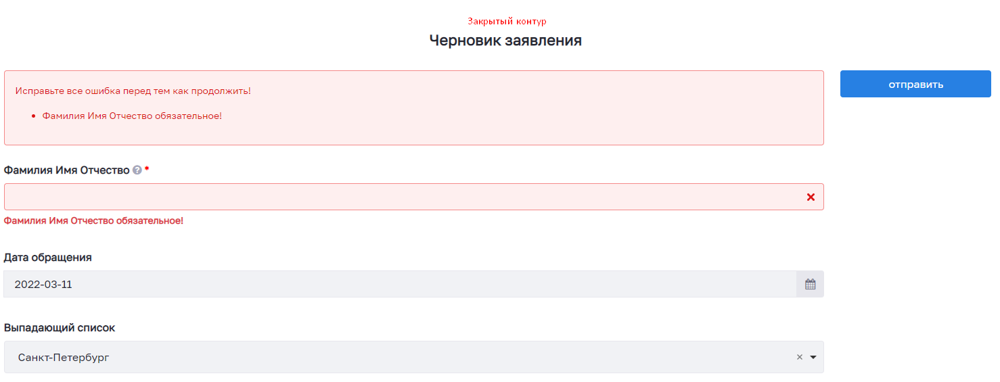 Закрытый контур
Черновик заявления
Исправьте все ошибка перед тем как продолжить!
Фамилия Имя Отчество обязательное!
отправить
Фамилия Имя Отчество ? *
Фамилия Имя Отчество обязательное!
Дата обращения
2022-03-11
Выпадающий список
Санкт-Петербург